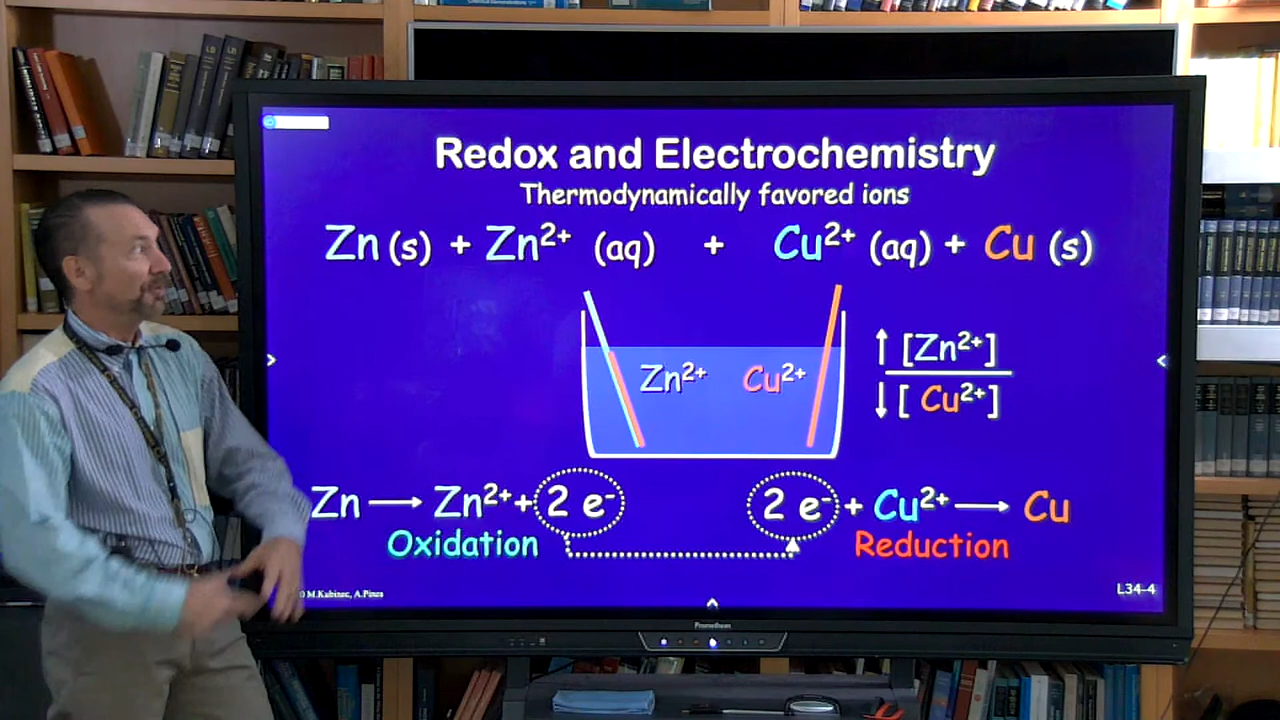 Redox and Electrochemistry
Thermodynamically favored ions
Zn (s) + Zn²⁺ (aq) + Cu²⁺ (aq) + Cu (s)
Zn²⁺ Cu²⁺
↑ [Zn²⁺]
↓ [ Cu²⁺]
Zn ⟶ Zn²⁺ + 2 e⁻
2 e⁻ + Cu²⁺ ⟶ Cu
Oxidation
Reduction
M.Kubinec, A.Pines
L34-4
Promethean